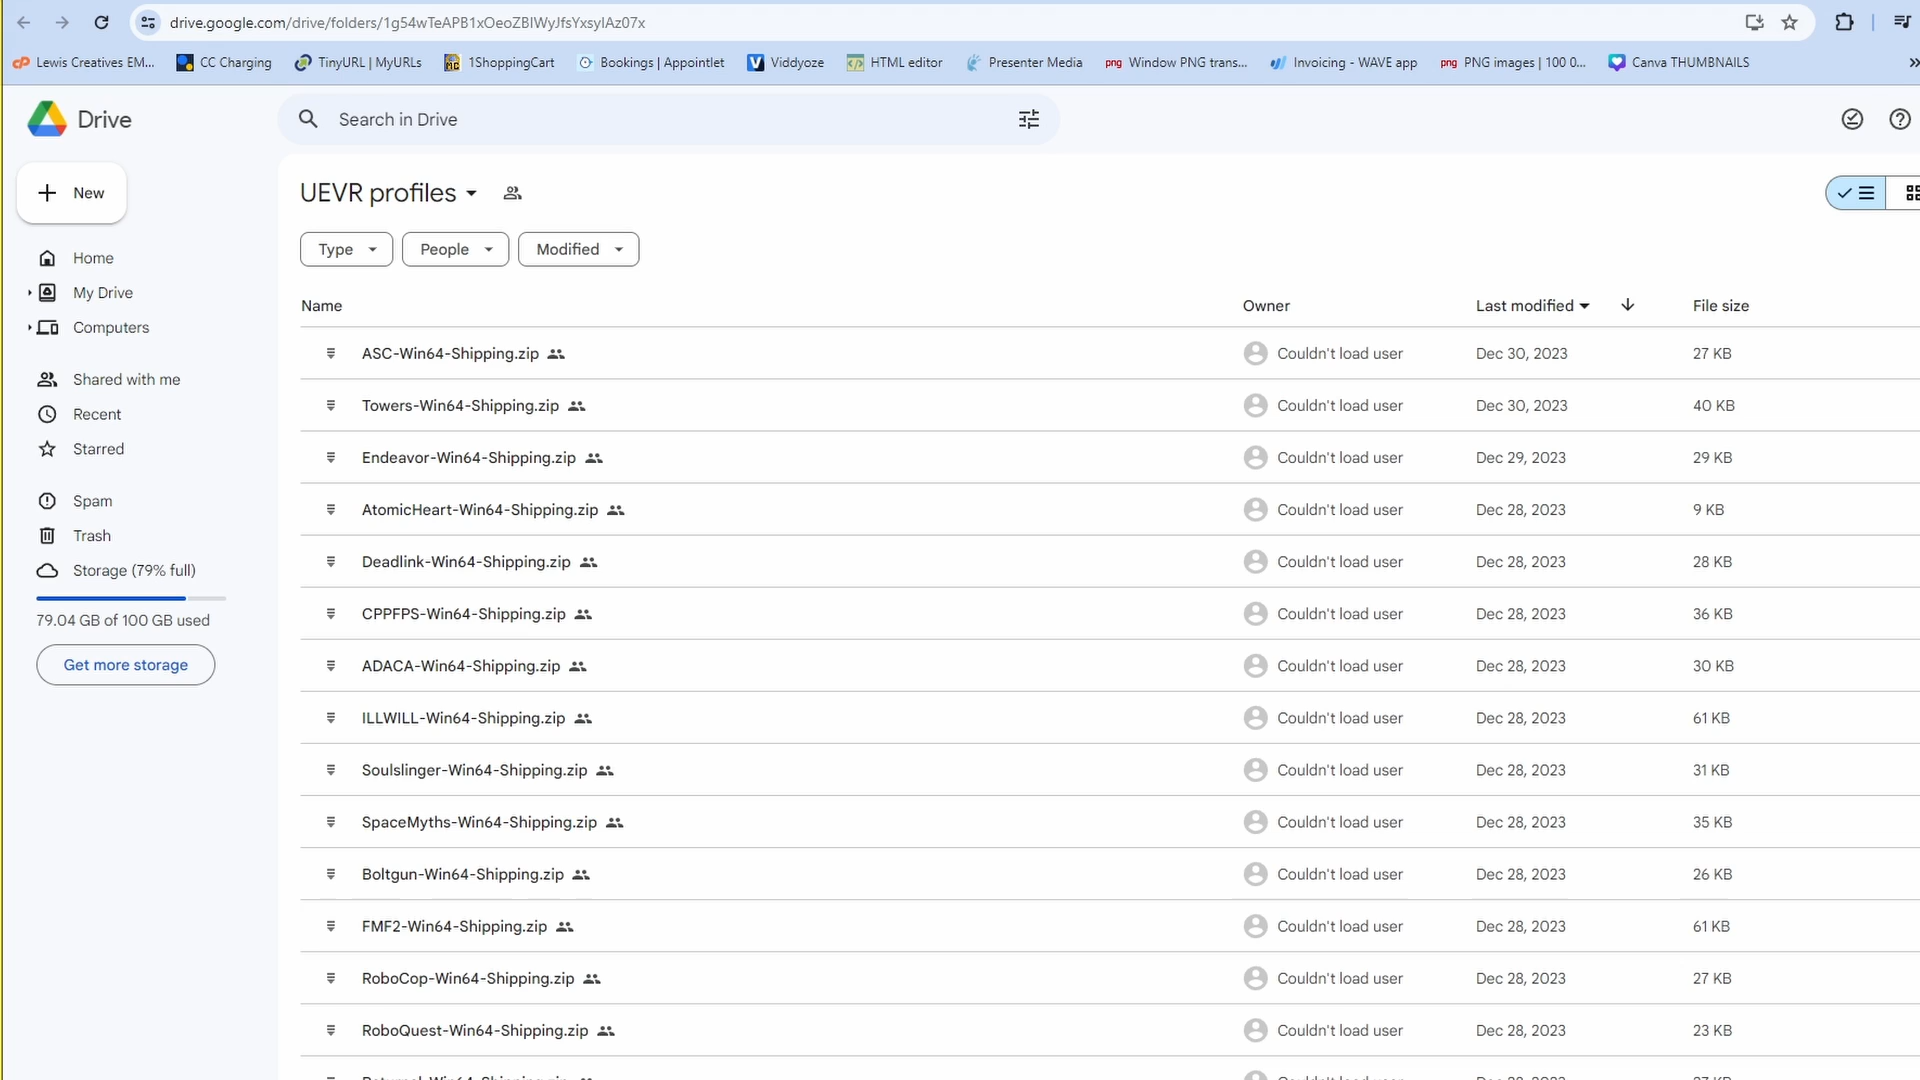 drive.google.com/drive/folders/1g54wTeAPB1xOeoZBIWyJfsYxsyIAz07x
Lewis Creatives EM... CC Charging TinyURL | MyURLs 1ShoppingCart Bookings | Appointlet Viddyoze HTML editor Presenter Media png Window PNG trans... Invoicing - WAVE app png PNG images | 100 0... Canva THUMBNAILS »
Drive
Search in Drive
New
UEVR profiles
Type People Modified
Home
My Drive
Computers
Shared with me
Recent
Starred
Spam
Trash
Storage (79% full)
79.04 GB of 100 GB used
Get more storage
Name Owner Last modified File size
ASC-Win64-Shipping.zip Couldn't load user Dec 30, 2023 27 KB
Towers-Win64-Shipping.zip Couldn't load user Dec 30, 2023 40 KB
Endeavor-Win64-Shipping.zip Couldn't load user Dec 29, 2023 29 KB
AtomicHeart-Win64-Shipping.zip Couldn't load user Dec 28, 2023 9 KB
Deadlink-Win64-Shipping.zip Couldn't load user Dec 28, 2023 28 KB
CPPFPS-Win64-Shipping.zip Couldn't load user Dec 28, 2023 36 KB
ADACA-Win64-Shipping.zip Couldn't load user Dec 28, 2023 30 KB
ILLWILL-Win64-Shipping.zip Couldn't load user Dec 28, 2023 61 KB
Soulslinger-Win64-Shipping.zip Couldn't load user Dec 28, 2023 31 KB
SpaceMyths-Win64-Shipping.zip Couldn't load user Dec 28, 2023 35 KB
Boltgun-Win64-Shipping.zip Couldn't load user Dec 28, 2023 26 KB
FMF2-Win64-Shipping.zip Couldn't load user Dec 28, 2023 61 KB
RoboCop-Win64-Shipping.zip Couldn't load user Dec 28, 2023 27 KB
RoboQuest-Win64-Shipping.zip Couldn't load user Dec 28, 2023 23 KB